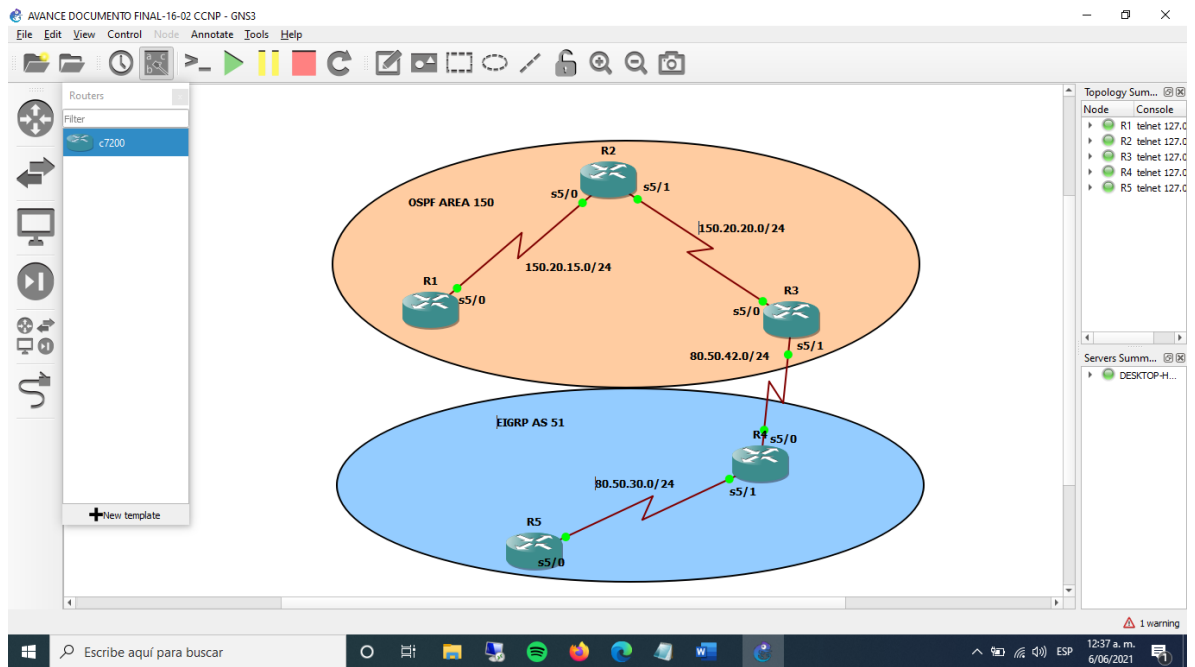 AVANCE DOCUMENTO FINAL-16-02 CCNP - GNS3
File Edit View Control Node Annotate Tools Help
Routers
Filter
c7200
New template
R2
s5/0
s5/1
OSPF AREA 150
150.20.20.0/24
150.20.15.0/24
R1
s5/0
R3
s5/0
s5/1
80.50.42.0/24
EIGRP AS 51
R4
s5/0
80.50.30.0/24
s5/1
R5
s5/0
Topology Sum...
Node Console
R1 telnet 127.0
R2 telnet 127.0
R3 telnet 127.0
R4 telnet 127.0
R5 telnet 127.0
Servers Summ...
DESKTOP-H...
1 warning
Escribe aquí para buscar
ESP
12:37 a. m.
6/06/2021